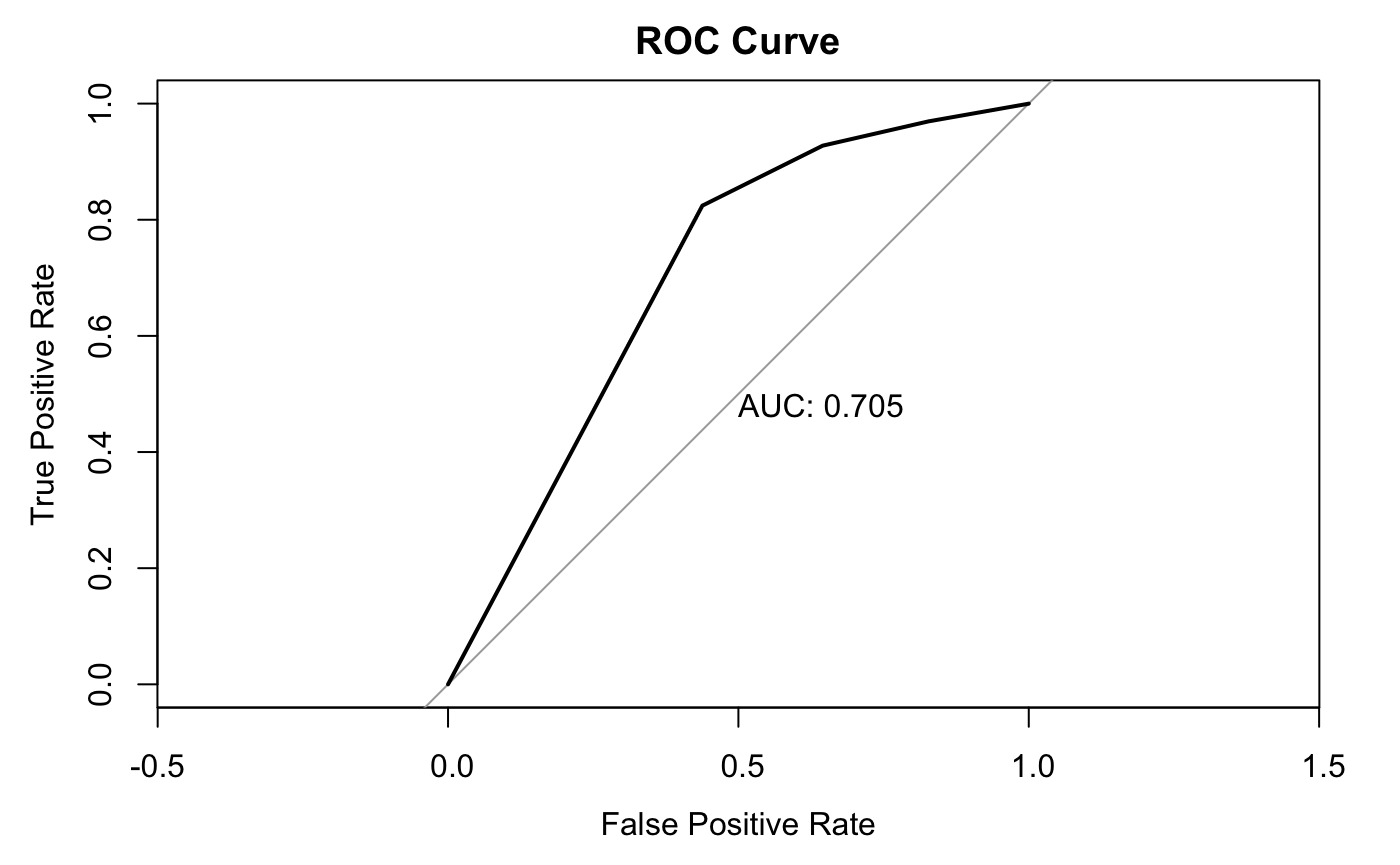 ROC Curve
True Positive Rate
1.0
0.8
0.6
0.4
0.2
0.0
AUC: 0.705
-0.5 0.0 0.5 1.0 1.5
False Positive Rate